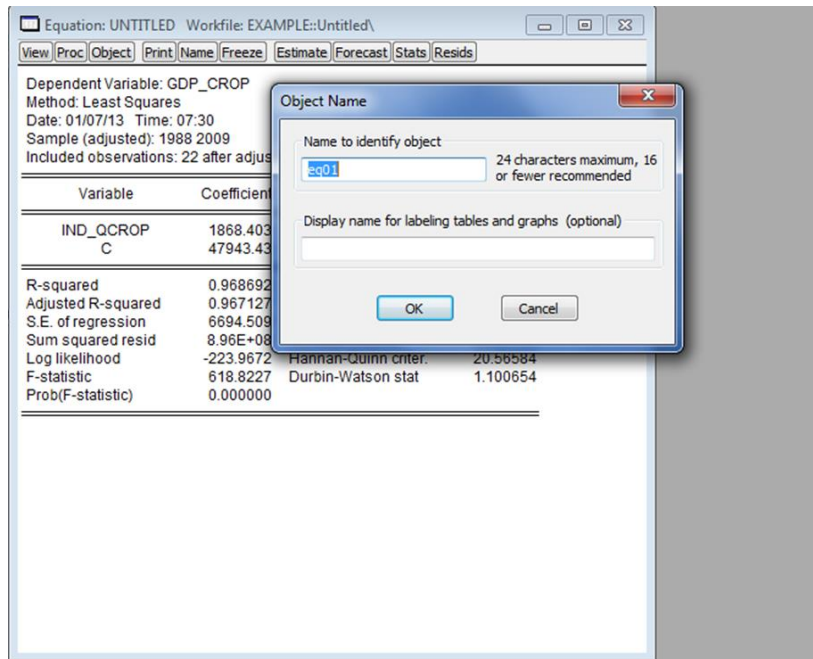 Equation: UNTITLED Workfile: EXAMPLE::Untitled\
View Proc Object Print Name Freeze Estimate Forecast Stats Resids
Dependent Variable: GDP_CROP
Method: Least Squares
Date: 01/07/13 Time: 07:30
Sample (adjusted): 1988 2009
Included observations: 22 after adjus
Variable Coefficient
IND_QCROP 1868.403
C 47943.43
R-squared 0.968692
Adjusted R-squared 0.967127
S.E. of regression 6694.509
Sum squared resid 8.96E+08
Log likelihood -223.9672 Hannan-Quinn criter. 20.56584
F-statistic 618.8227 Durbin-Watson stat 1.100654
Prob(F-statistic) 0.000000
Object Name
Name to identify object
eq01
24 characters maximum, 16
or fewer recommended
Display name for labeling tables and graphs (optional)
OK Cancel